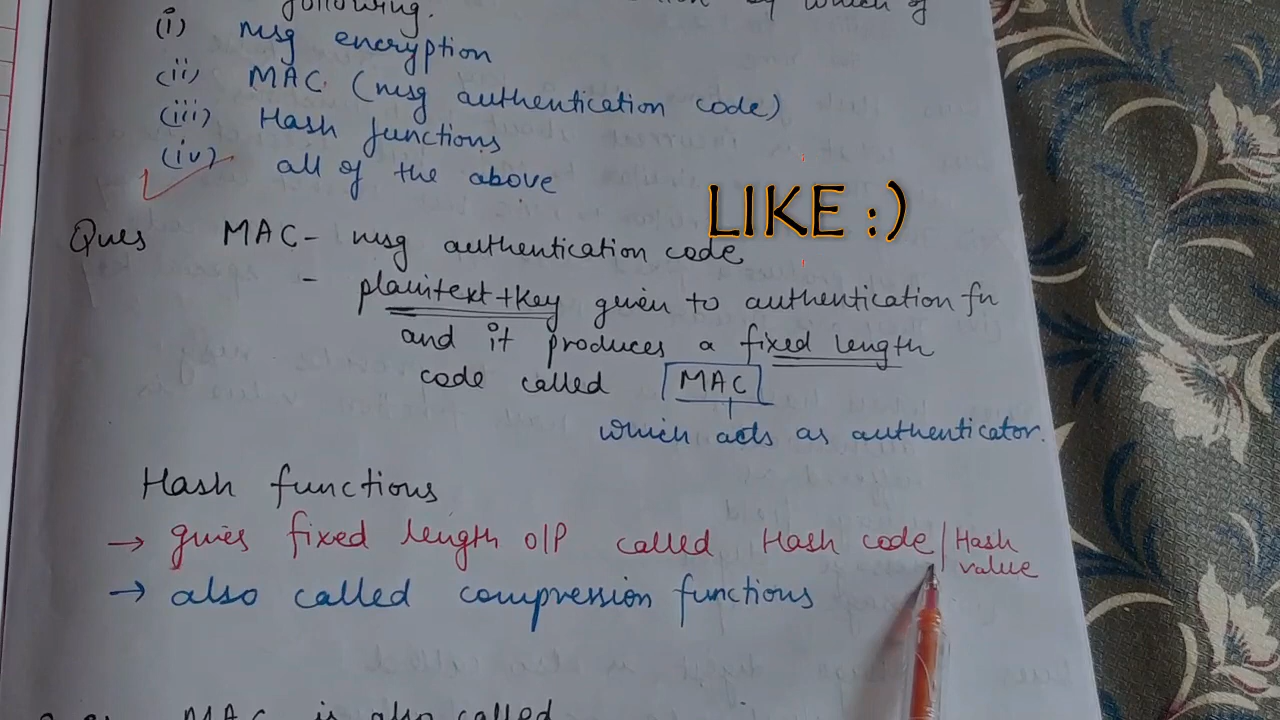 following. by which of
(i) msg encryption
(ii) MAC (msg authentication code)
(iii) Hash functions
(iv) all of the above
LIKE :)
Ques MAC - msg authentication code
- plaintext + key given to authentication fn
and it produces a fixed length
code called MAC
which acts as authenticator.
Hash functions
→ gives fixed length o/p called Hash code / Hash value
→ also called compression functions
MAC is also called